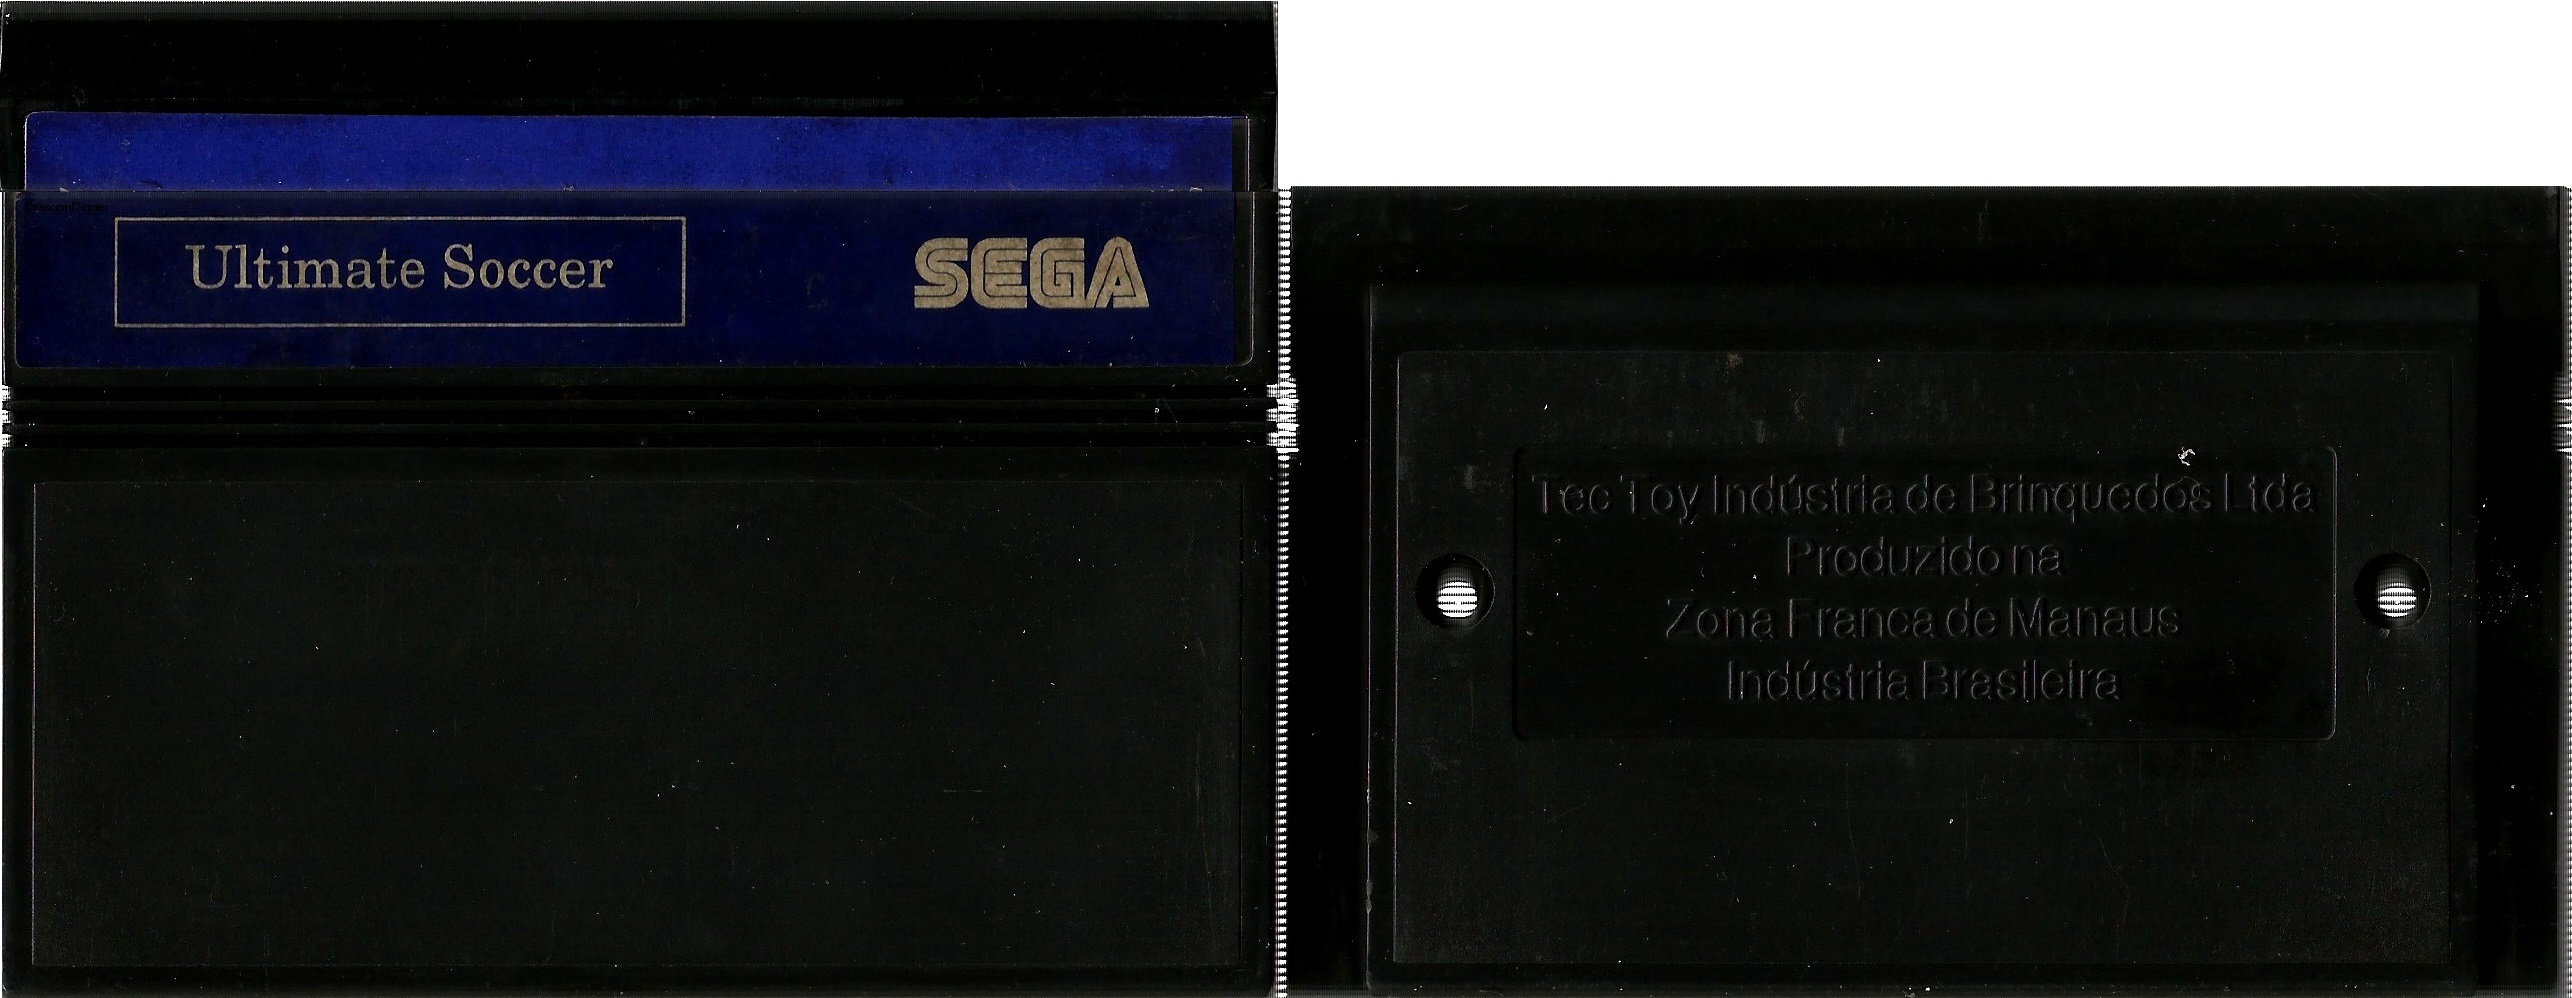 Ultimate Soccer
SEGA
Tec Toy Indústria de Brinquedos Ltda
Produzido na
Zona Franca de Manaus
Indústria Brasileira